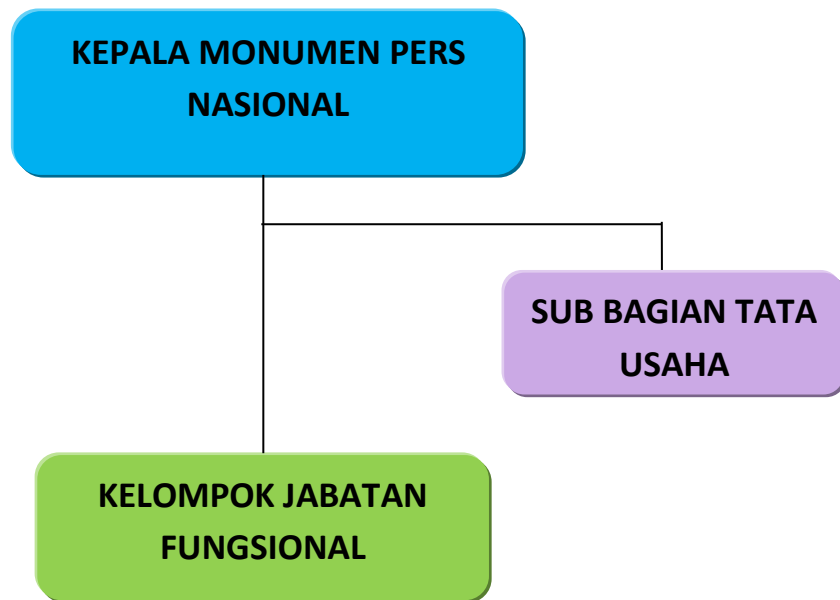 KEPALA MONUMEN PERS
NASIONAL
SUB BAGIAN TATA
USAHA
KELOMPOK JABATAN
FUNGSIONAL